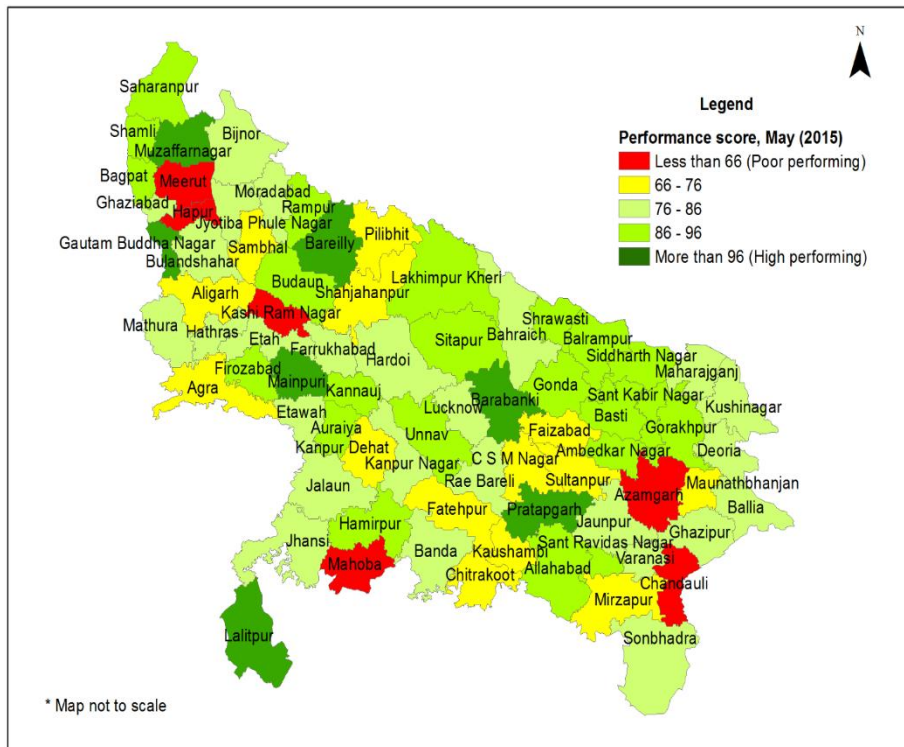 N
Legend
Performance score, May (2015)
Less than 66 (Poor performing)
66 - 76
76 - 86
86 - 96
More than 96 (High performing)
Saharanpur
Shamli
Bijnor
Muzaffarnagar
Bagpat
Meerut
Ghaziabad
Hapur
Moradabad
Rampur
Jyotiba Phule Nagar
Gautam Buddha Nagar
Sambhal
Bareilly
Pilibhit
Bulandshahar
Budaun
Lakhimpur Kheri
Aligarh
Shahjahanpur
Kashi Ram Nagar
Mathura
Hathras
Etah
Farrukhabad
Hardoi
Sitapur
Bahraich
Shrawasti
Balrampur
Siddharth Nagar
Maharajganj
Firozabad
Agra
Mainpuri
Kannauj
Barabanki
Gonda
Sant Kabir Nagar
Kushinagar
Etawah
Lucknow
Basti
Auraiya
Unnav
Faizabad
Gorakhpur
Kanpur Dehat
Kanpur Nagar
C S M Nagar
Ambedkar Nagar
Deoria
Rae Bareli
Sultanpur
Maunathbhanjan
Jalaun
Azamgarh
Ballia
Fatehpur
Pratapgarh
Jaunpur
Hamirpur
Ghazipur
Jhansi
Banda
Kaushambi
Sant Ravidas Nagar
Varanasi
Mahoba
Chitrakoot
Allahabad
Chandauli
Mirzapur
Lalitpur
Sonbhadra
* Map not to scale